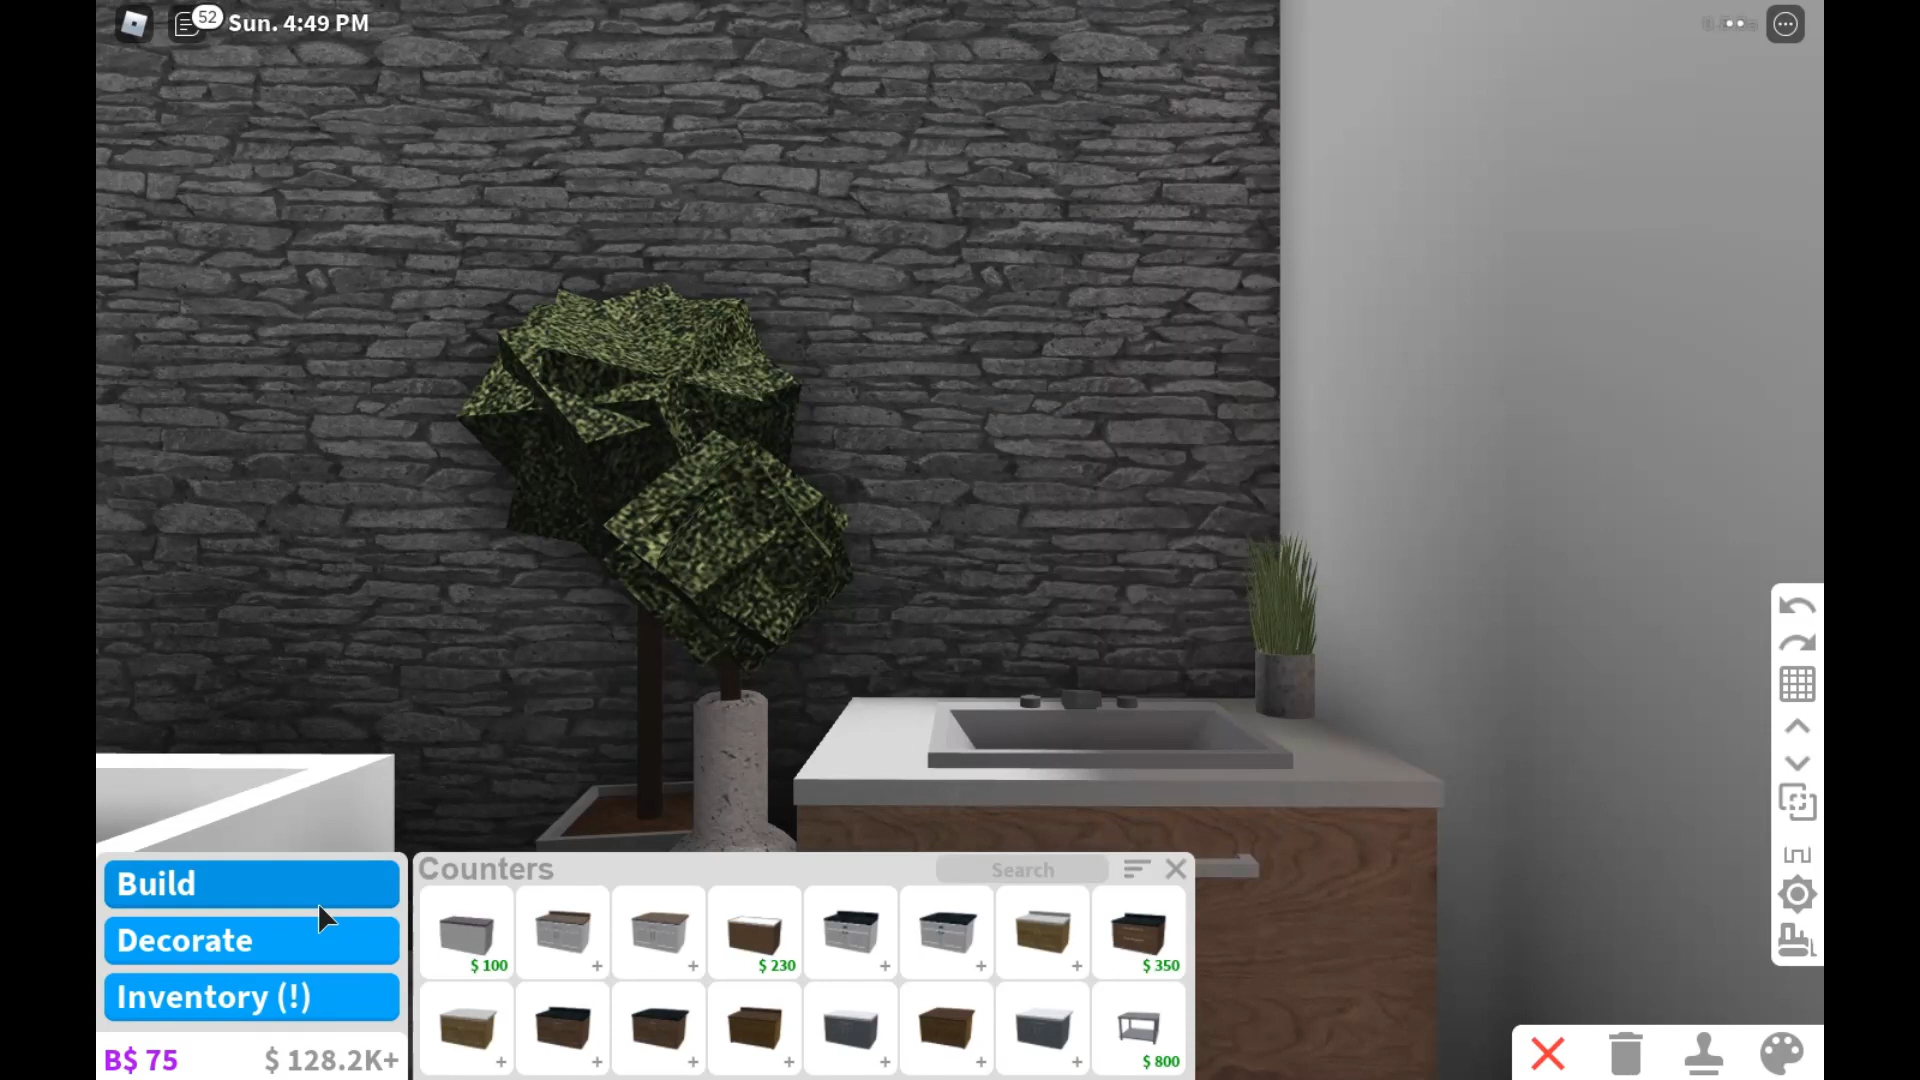 52
Sun. 4:49 PM
Build
Decorate
Inventory (!)
B$ 75
$ 128.2K+
Counters
Search
$ 100
+
+
$ 230
+
+
+
$ 350
+
+
+
+
+
+
+
$ 800